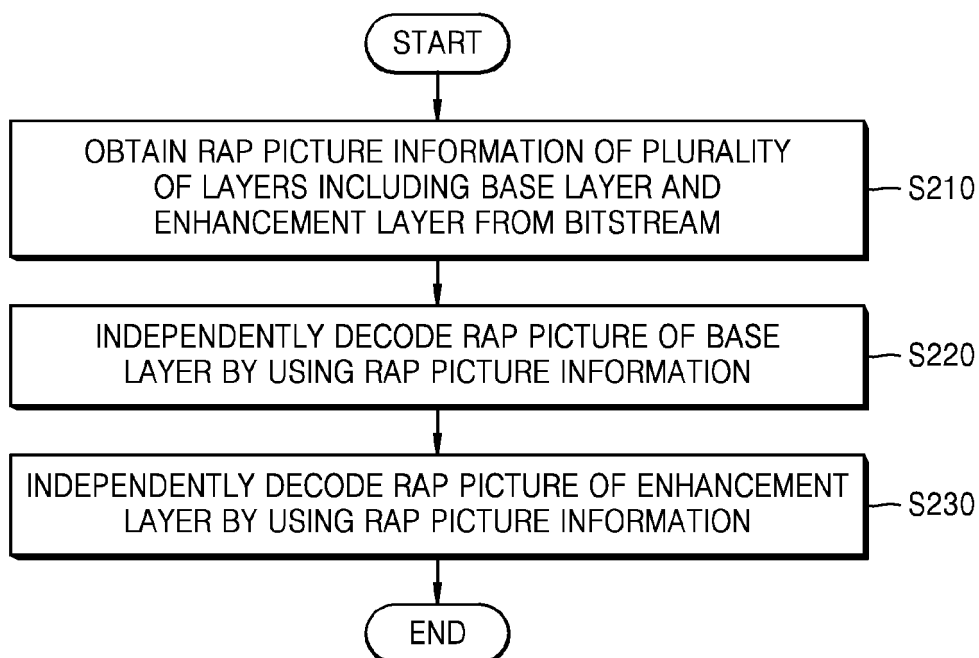 START
OBTAIN RAP PICTURE INFORMATION OF PLURALITY
OF LAYERS INCLUDING BASE LAYER AND
ENHANCEMENT LAYER FROM BITSTREAM
S210
INDEPENDENTLY DECODE RAP PICTURE OF BASE
LAYER BY USING RAP PICTURE INFORMATION
S220
INDEPENDENTLY DECODE RAP PICTURE OF ENHANCEMENT
LAYER BY USING RAP PICTURE INFORMATION
S230
END